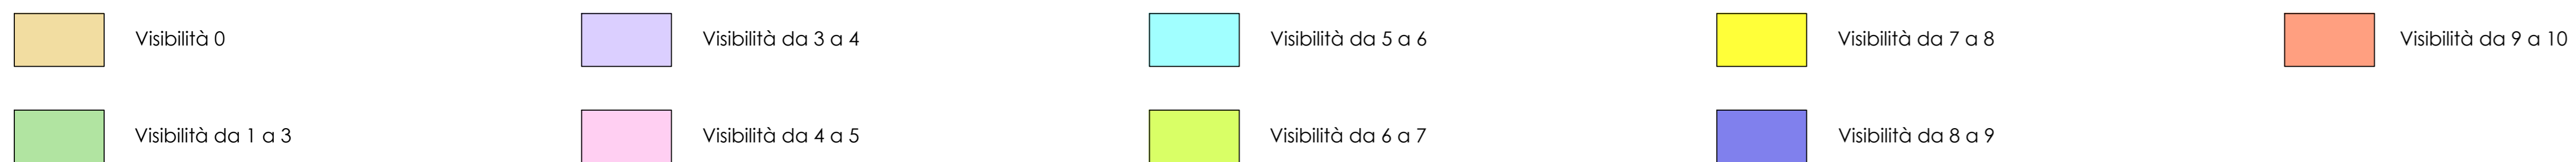 Visibilità 0
Visibilità da 3 a 4
Visibilità da 5 a 6
Visibilità da 7 a 8
Visibilità da 9 a 10
Visibilità da 1 a 3
Visibilità da 4 a 5
Visibilità da 6 a 7
Visibilità da 8 a 9